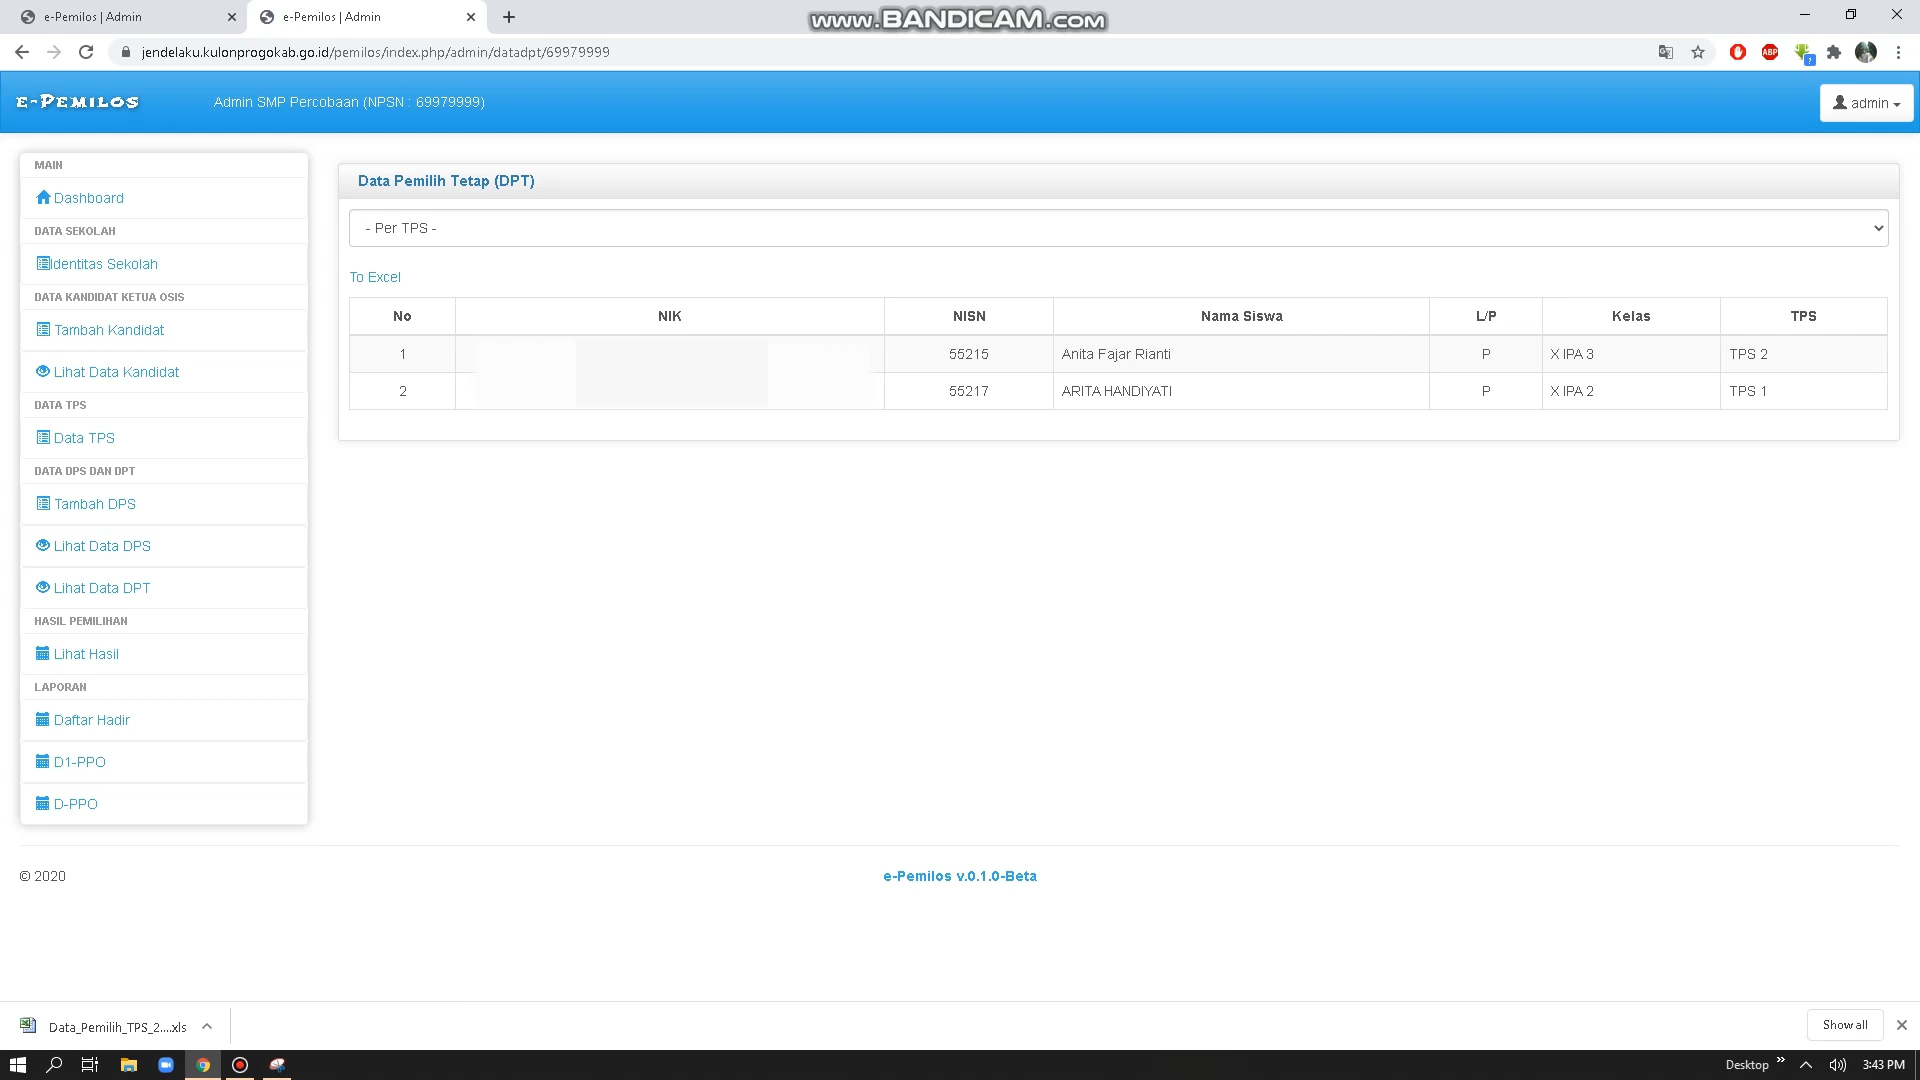 e-Pemilos | Admin
e-Pemilos | Admin
www.BANDICAM.com
jendelaku.kulonprogokab.go.id/pemilos/index.php/admin/datadpt/69979999
ABP
?
e-Pemilos
Admin SMP Percobaan (NPSN : 69979999)
admin
MAIN
Dashboard
DATA SEKOLAH
Identitas Sekolah
DATA KANDIDAT KETUA OSIS
Tambah Kandidat
Lihat Data Kandidat
DATA TPS
Data TPS
DATA DPS DAN DPT
Tambah DPS
Lihat Data DPS
Lihat Data DPT
HASIL PEMILIHAN
Lihat Hasil
LAPORAN
Daftar Hadir
D1-PPO
D-PPO
Data Pemilih Tetap (DPT)
- Per TPS -
To Excel
No NIK NISN Nama Siswa L/P Kelas TPS
1 55215 Anita Fajar Rianti P X IPA 3 TPS 2
2 55217 ARITA HANDIYATI P X IPA 2 TPS 1
© 2020
e-Pemilos v.0.1.0-Beta
Data_Pemilih_TPS_2....xls
Show all
Desktop
3:43 PM